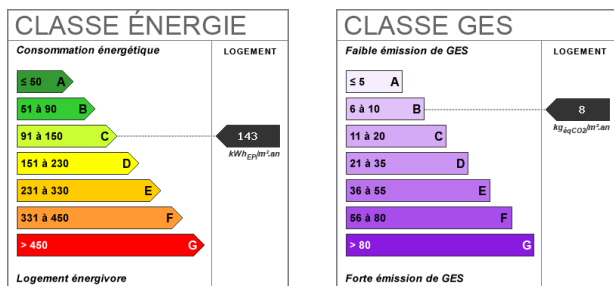 CLASSE ÉNERGIE
Consommation énergétique
LOGEMENT
≤ 50 A
51 à 90 B
91 à 150 C
143
kWhEP/m².an
151 à 230 D
231 à 330 E
331 à 450 F
> 450 G
Logement énergivore
CLASSE GES
Faible émission de GES
LOGEMENT
≤ 5 A
6 à 10 B
8
kgéqCO2/m².an
11 à 20 C
21 à 35 D
36 à 55 E
56 à 80 F
> 80 G
Forte émission de GES